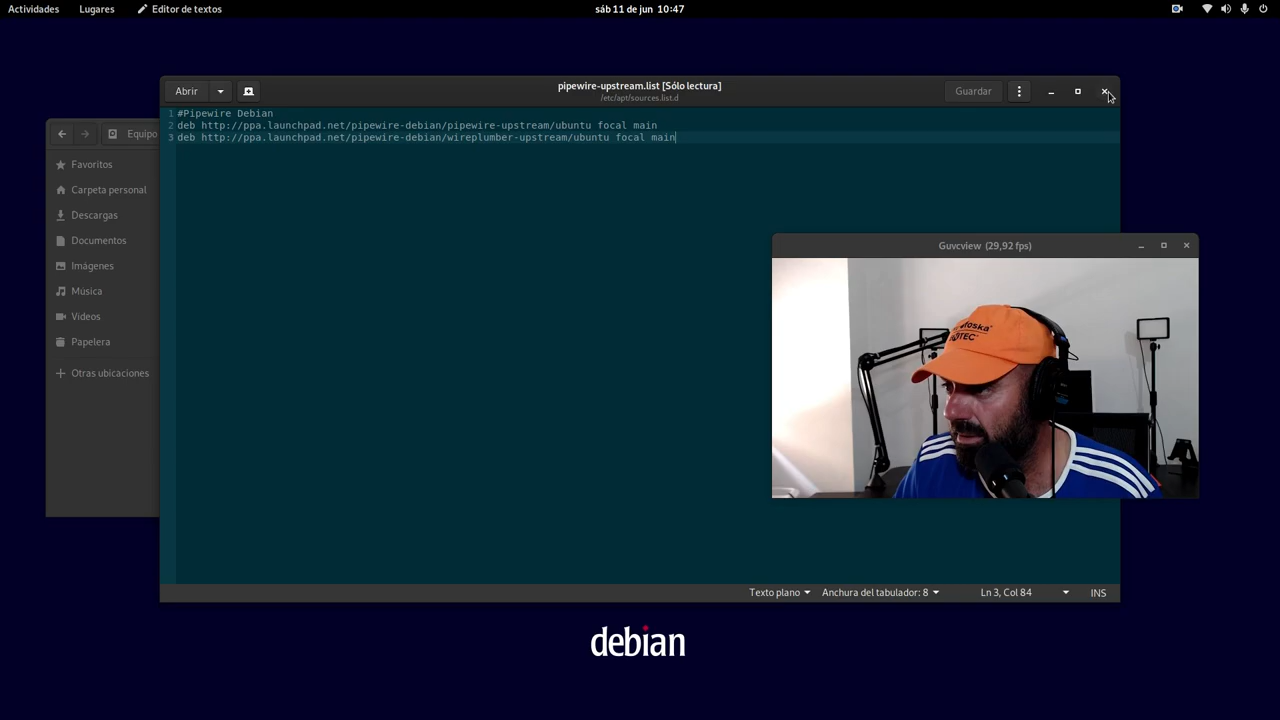 Actividades Lugares Editor de textos sáb 11 de jun 10:47
Abrir pipewire-upstream.list [Sólo lectura] Guardar
/etc/apt/sources.list.d
1 #Pipewire Debian
2 deb http://ppa.launchpad.net/pipewire-debian/pipewire-upstream/ubuntu focal main
3 deb http://ppa.launchpad.net/pipewire-debian/wireplumber-upstream/ubuntu focal main
Equipo
Favoritos
Carpeta personal
Descargas
Documentos
Imágenes
Música
Videos
Papelera
Otras ubicaciones
Guvcview (29,92 fps)
Texto plano Anchura del tabulador: 8 Ln 3, Col 84 INS
debian